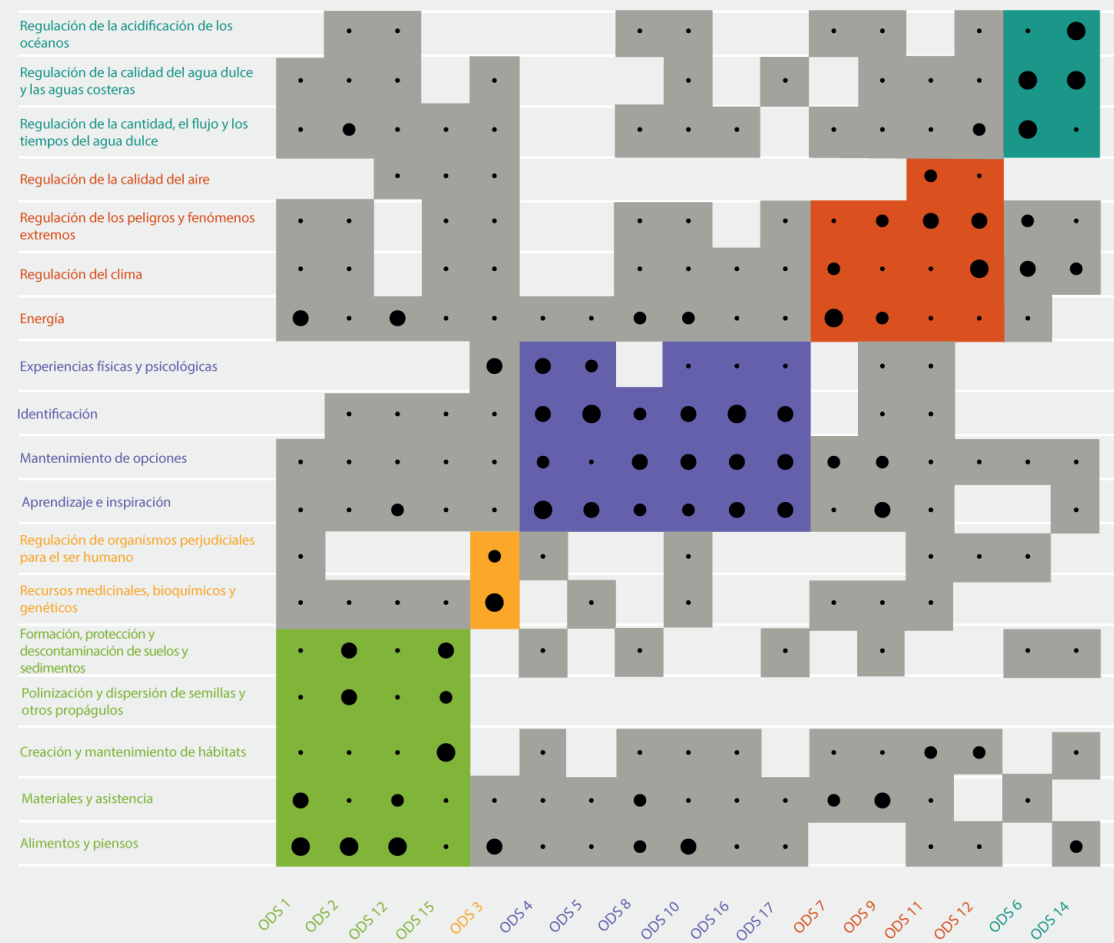 Regulación de la acidificación de los
océanos
Regulación de la calidad del agua dulce
y las aguas costeras
Regulación de la cantidad, el flujo y los
tiempos del agua dulce
Regulación de la calidad del aire
Regulación de los peligros y fenómenos
extremos
Regulación del clima
Energía
Experiencias físicas y psicológicas
Identificación
Mantenimiento de opciones
Aprendizaje e inspiración
Regulación de organismos perjudiciales
para el ser humano
Recursos medicinales, bioquímicos y
genéticos
Formación, protección y
descontaminación de suelos y
sedimentos
Polinización y dispersión de semillas y
otros propágulos
Creación y mantenimiento de hábitats
Materiales y asistencia
Alimentos y piensos
ODS 1
ODS 2
ODS 12
ODS 15
ODS 3
ODS 4
ODS 5
ODS 8
ODS 10
ODS 16
ODS 17
ODS 7
ODS 9
ODS 11
ODS 12
ODS 6
ODS 14